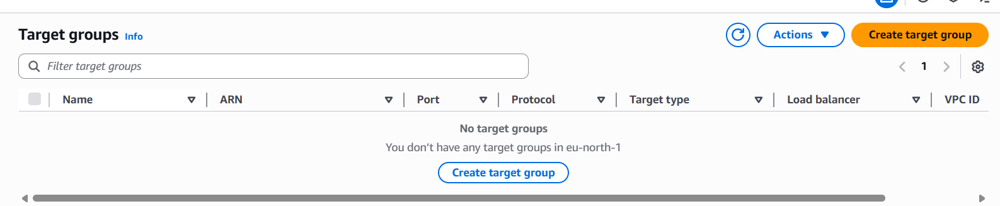 Target groups Info
Actions
Create target group
Filter target groups
1
Name ARN Port Protocol Target type Load balancer VPC ID
No target groups
You don’t have any target groups in eu-north-1
Create target group